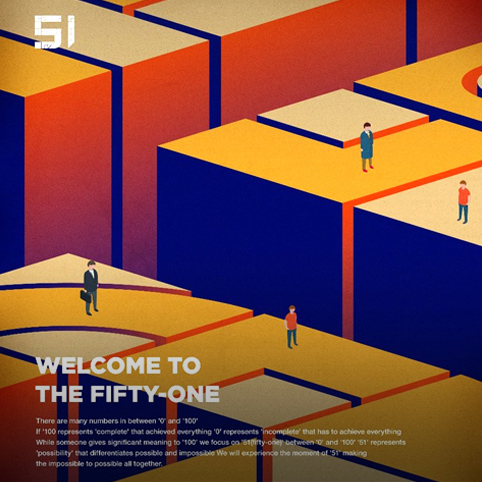 51
WELCOME TO
THE FIFTY-ONE
There are many numbers in between '0' and '100'
If '100 represents 'complete' that achieved everything '0' represents 'incomplete' that has to achieve everything
While someone gives significant meaning to '100' we focus on '51(fifty-one)' between '0' and '100' '51' represents
'possibility' that differentiates possible and impossible We will experience the moment of '51' making
the impossible to possible all together.